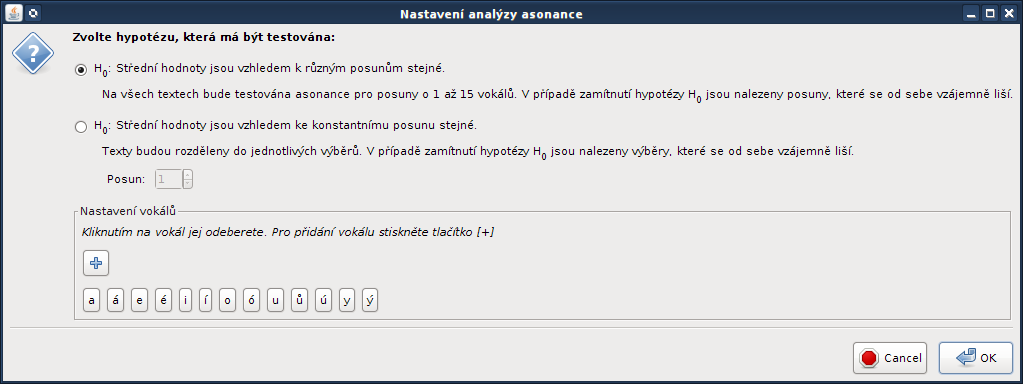 Nastavení analýzy asonance
Zvolte hypotézu, která má být testována:
H0: Střední hodnoty jsou vzhledem k různým posunům stejné.
Na všech textech bude testována asonance pro posuny o 1 až 15 vokálů. V případě zamítnutí hypotézy H0 jsou nalezeny posuny, které se od sebe vzájemně liší.
H0: Střední hodnoty jsou vzhledem ke konstantnímu posunu stejné.
Texty budou rozděleny do jednotlivých výběrů. V případě zamítnutí hypotézy H0 jsou nalezeny výběry, které se od sebe vzájemně liší.
Posun: 1
Nastavení vokálů
Kliknutím na vokál jej odeberete. Pro přidání vokálu stiskněte tlačítko [+]
a á e é i í o ó u ů ú y ý
Cancel OK